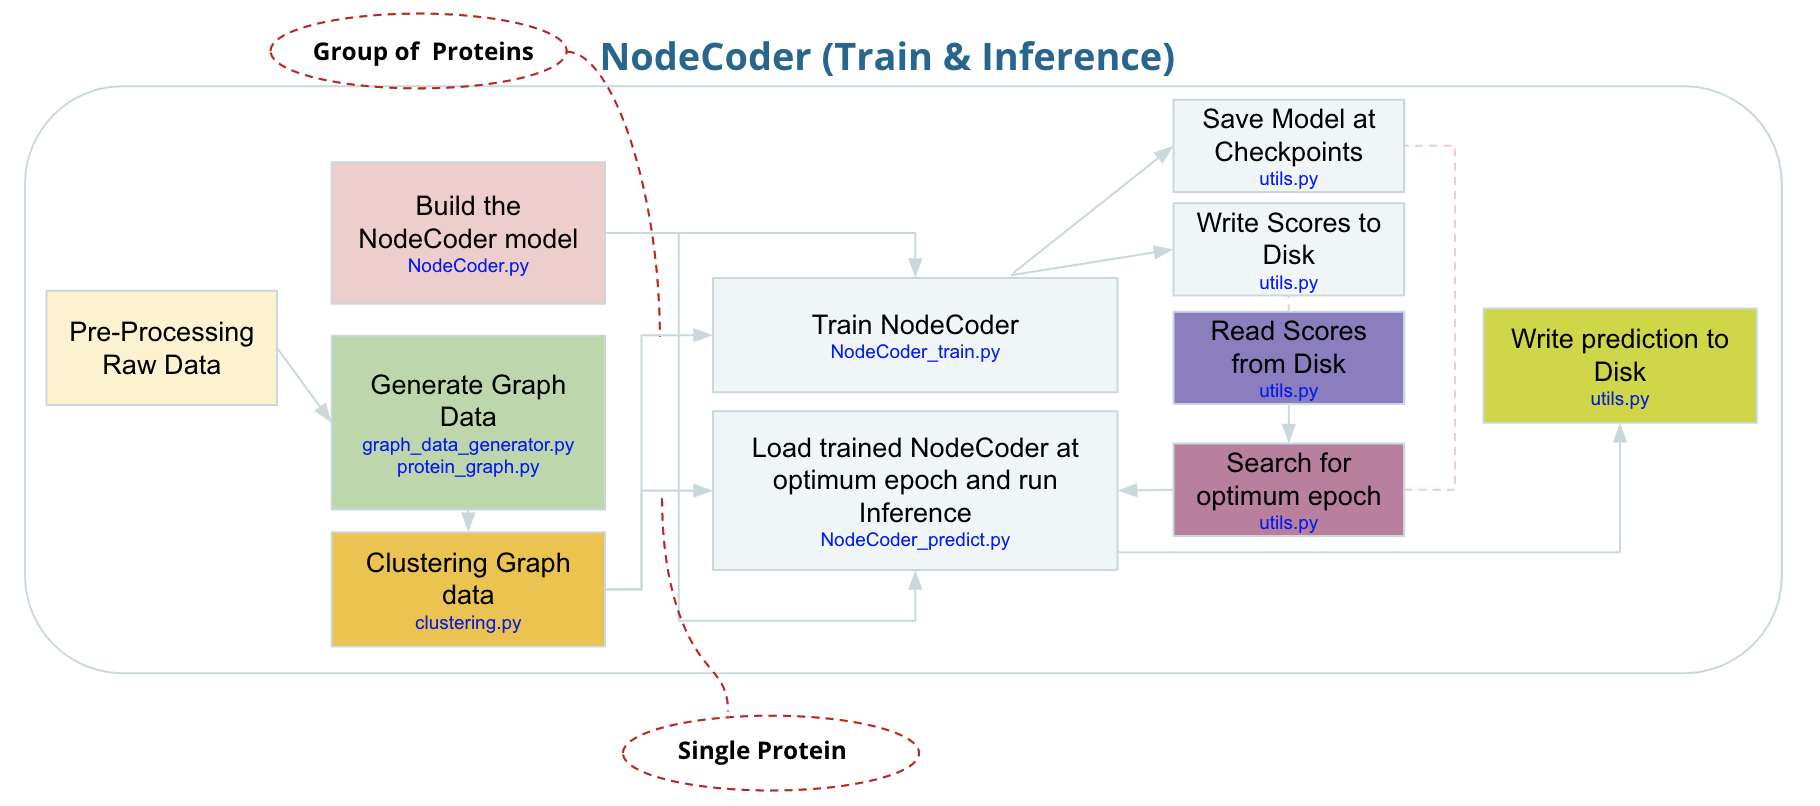 Group of  Proteins
NodeCoder (Train & Inference)
Save Model at
Checkpoints
utils.py
Build the
NodeCoder model
NodeCoder.py
Write Scores to
Disk
utils.py
Pre-Processing
Raw Data
Train NodeCoder
NodeCoder_train.py
Read Scores
from Disk
utils.py
Write prediction to
Disk
utils.py
Generate Graph
Data
graph_data_generator.py
protein_graph.py
Load trained NodeCoder at
optimum epoch and run
Inference
NodeCoder_predict.py
Search for
optimum epoch
utils.py
Clustering Graph
data
clustering.py
Single Protein